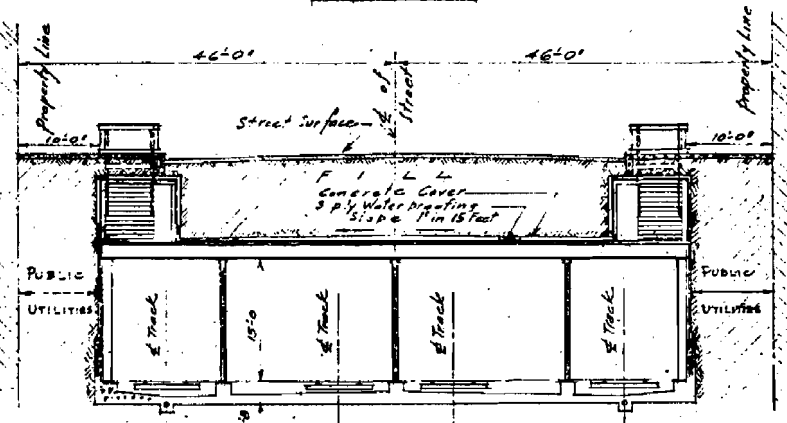 Property Line
46'-0"
℄ of Street
46'-0"
Property Line
10'-0"
Street Surface
10'-0"
FILL
Concrete Cover
3 ply Waterproofing
Slope 1" in 15 Feet
PUBLIC
UTILITIES
℄ Track
15'-0
℄ Track
℄ Track
℄ Track
PUBLIC
UTILITIES